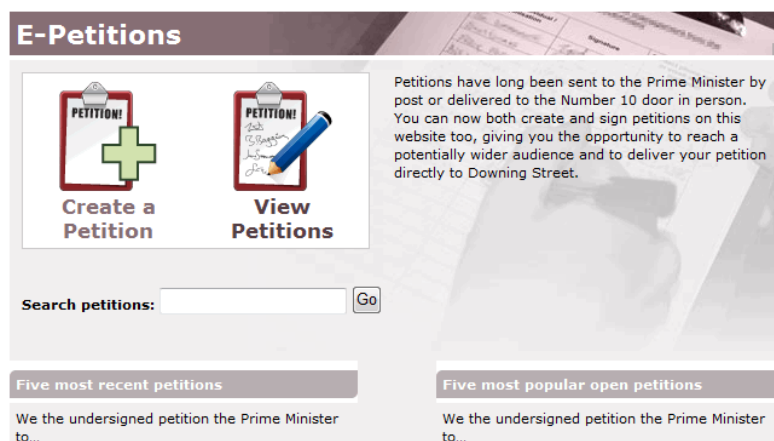 E-Petitions
Petitions have long been sent to the Prime Minister by
post or delivered to the Number 10 door in person.
You can now both create and sign petitions on this
website too, giving you the opportunity to reach a
potentially wider audience and to deliver your petition
directly to Downing Street.
PETITION!
PETITION!
Create a
Petition
View
Petitions
Search petitions:
Go
Five most recent petitions
We the undersigned petition the Prime Minister
to...
Five most popular open petitions
We the undersigned petition the Prime Minister
to...